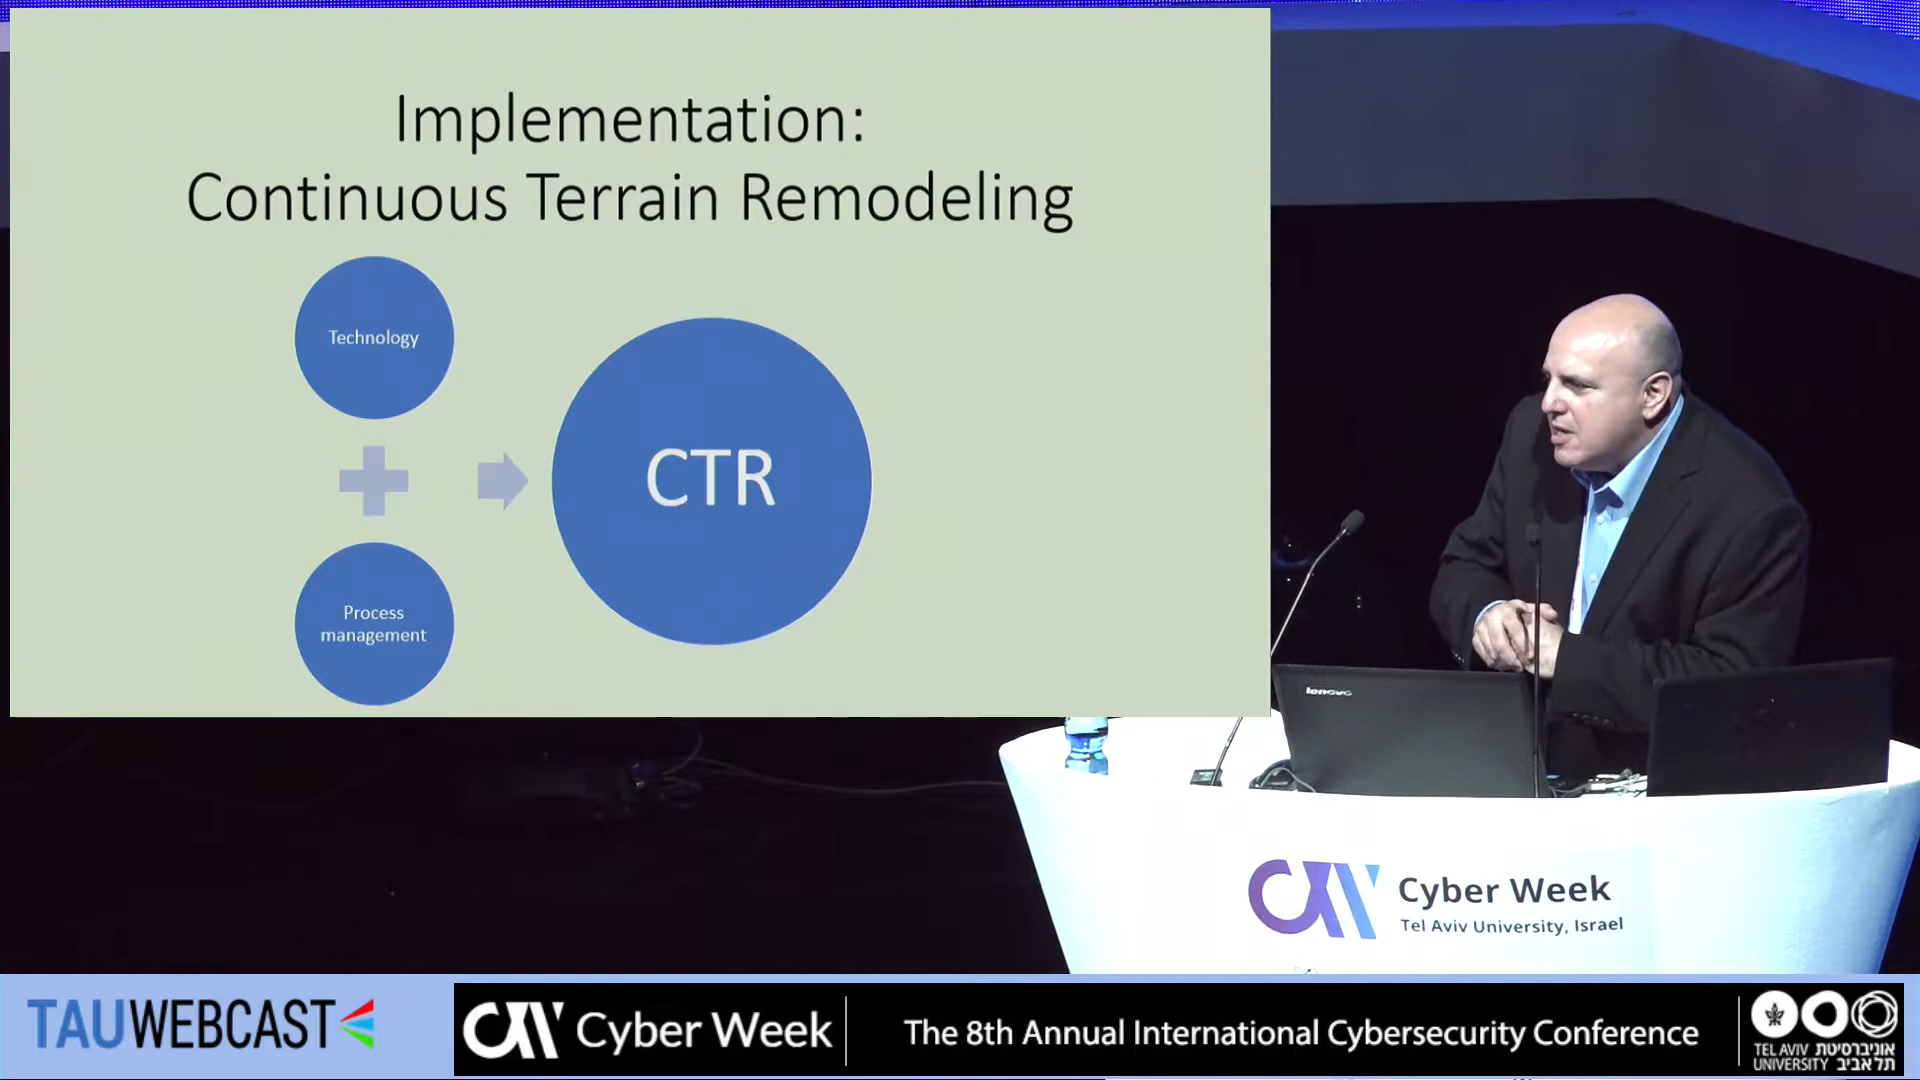 Implementation:
Continuous Terrain Remodeling
Technology
CTR
Process
management
lenovo
Cyber Week
Tel Aviv University, Israel
TAUWEBCAST
Cyber Week
The 8th Annual International Cybersecurity Conference
TEL AVIV אוניברסיטת
UNIVERSITY תל אביב